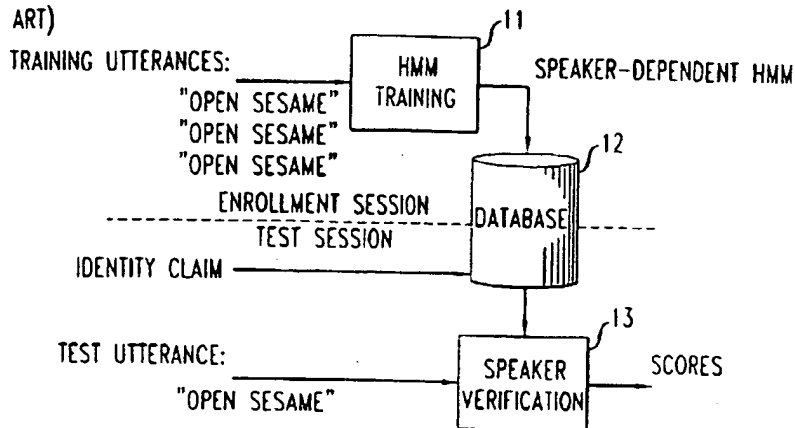 ART)
11
TRAINING UTTERANCES:
HMM
TRAINING
SPEAKER-DEPENDENT HMM
"OPEN SESAME"
"OPEN SESAME"
"OPEN SESAME"
12
ENROLLMENT SESSION
DATABASE
TEST SESSION
IDENTITY CLAIM
13
TEST UTTERANCE:
SPEAKER
VERIFICATION
SCORES
"OPEN SESAME"